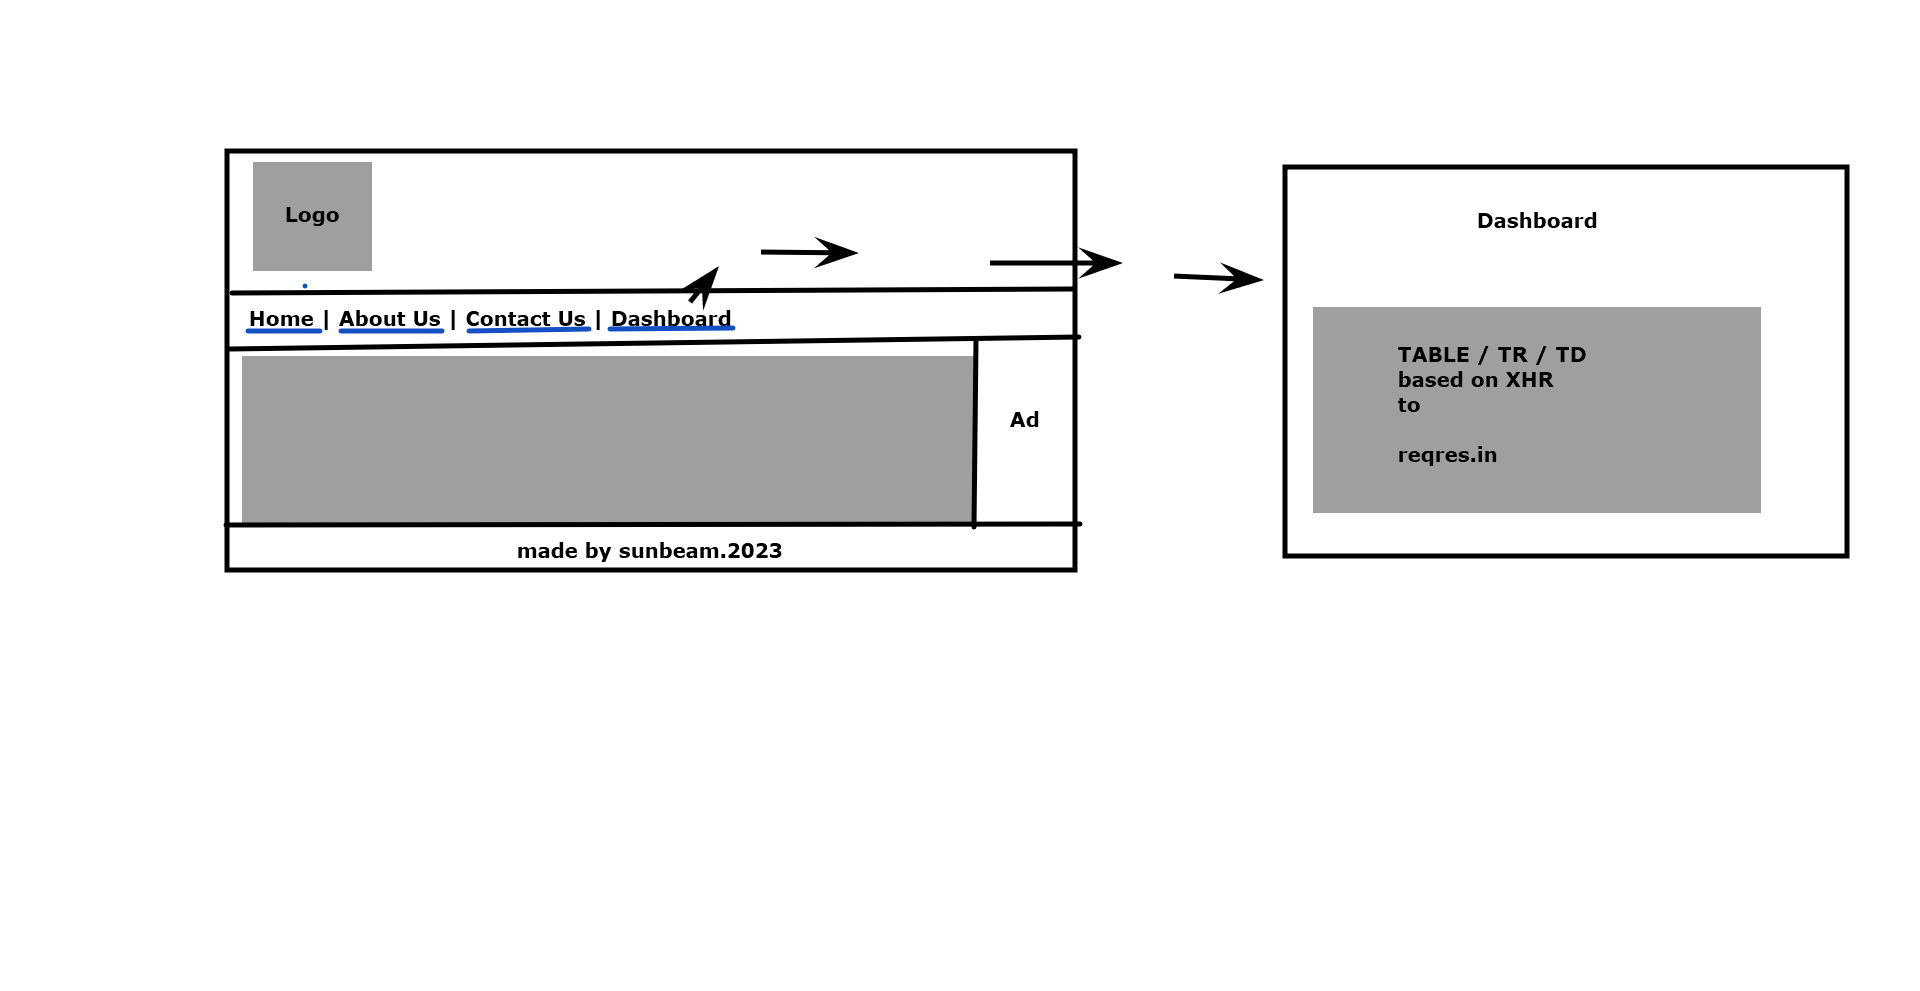 Logo
Home | About Us | Contact Us | Dashboard
Ad
made by sunbeam.2023
Dashboard
TABLE / TR / TD
based on XHR
to
reqres.in